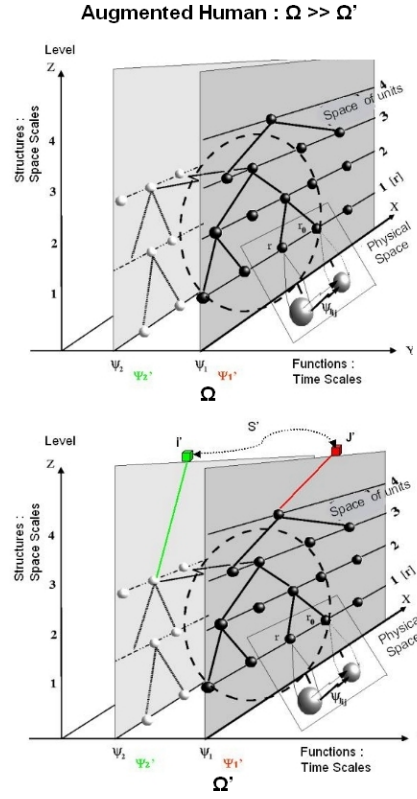 Augmented Human : Ω >> Ω'
Level
Z
Structures :
Space Scales
4
3
2
1
4
Space of units
3
2
1 [r]
X
Physical
Space
r
r₀
Ψij
Ψ₂
Ψ₁
Y
Ψ₂'
Ψ₁'
Functions :
Time Scales
Ω
S'
i'
J'
Level
Z
Structures :
Space Scales
4
3
2
1
4
Space of units
3
2
1 [r]
X
Physical
Space
r
r₀
Ψij
Ψ₂
Ψ₁
Y
Ψ₂'
Ψ₁'
Functions :
Time Scales
Ω'